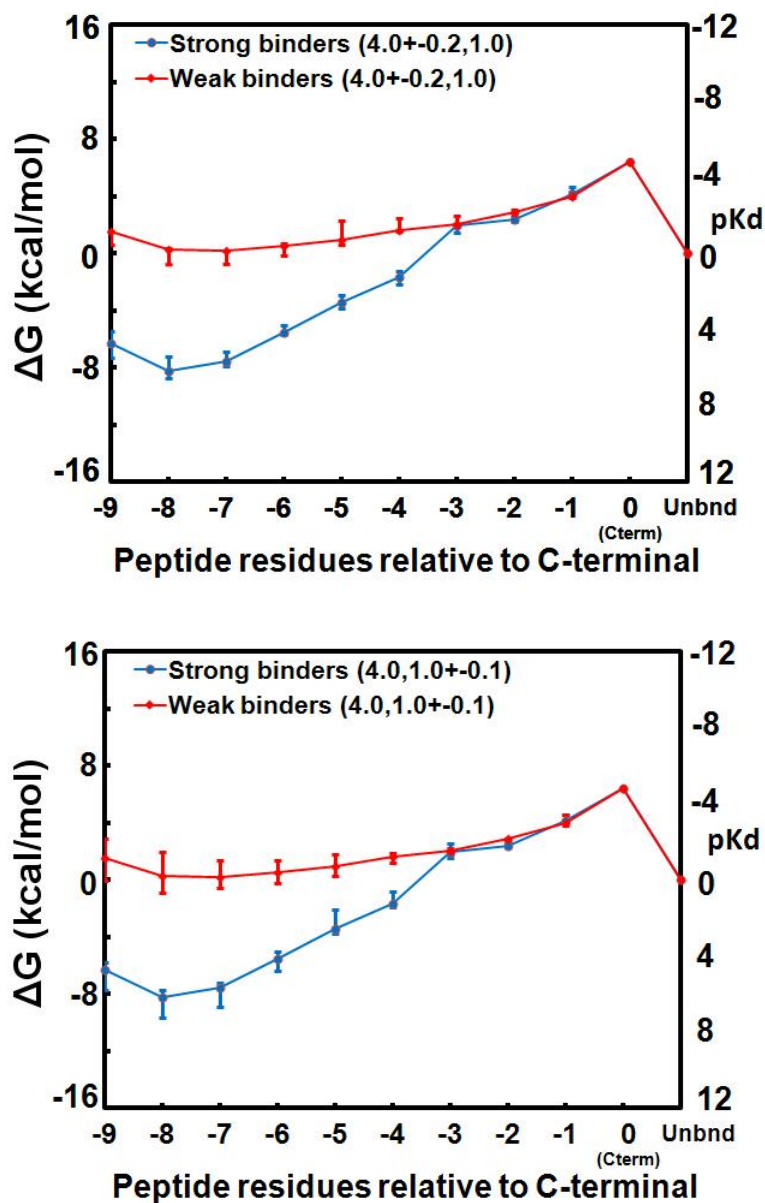 16
8
0
-8
-16
ΔG (kcal/mol)
Strong binders (4.0+-0.2,1.0)
Weak binders (4.0+-0.2,1.0)
-12
-8
-4
pKd
0
4
8
12
-9 -8 -7 -6 -5 -4 -3 -2 -1 0 Unbnd
(Cterm)
Peptide residues relative to C-terminal
16
8
0
-8
-16
ΔG (kcal/mol)
Strong binders (4.0,1.0+-0.1)
Weak binders (4.0,1.0+-0.1)
-12
-8
-4
pKd
0
4
8
12
-9 -8 -7 -6 -5 -4 -3 -2 -1 0 Unbnd
(Cterm)
Peptide residues relative to C-terminal